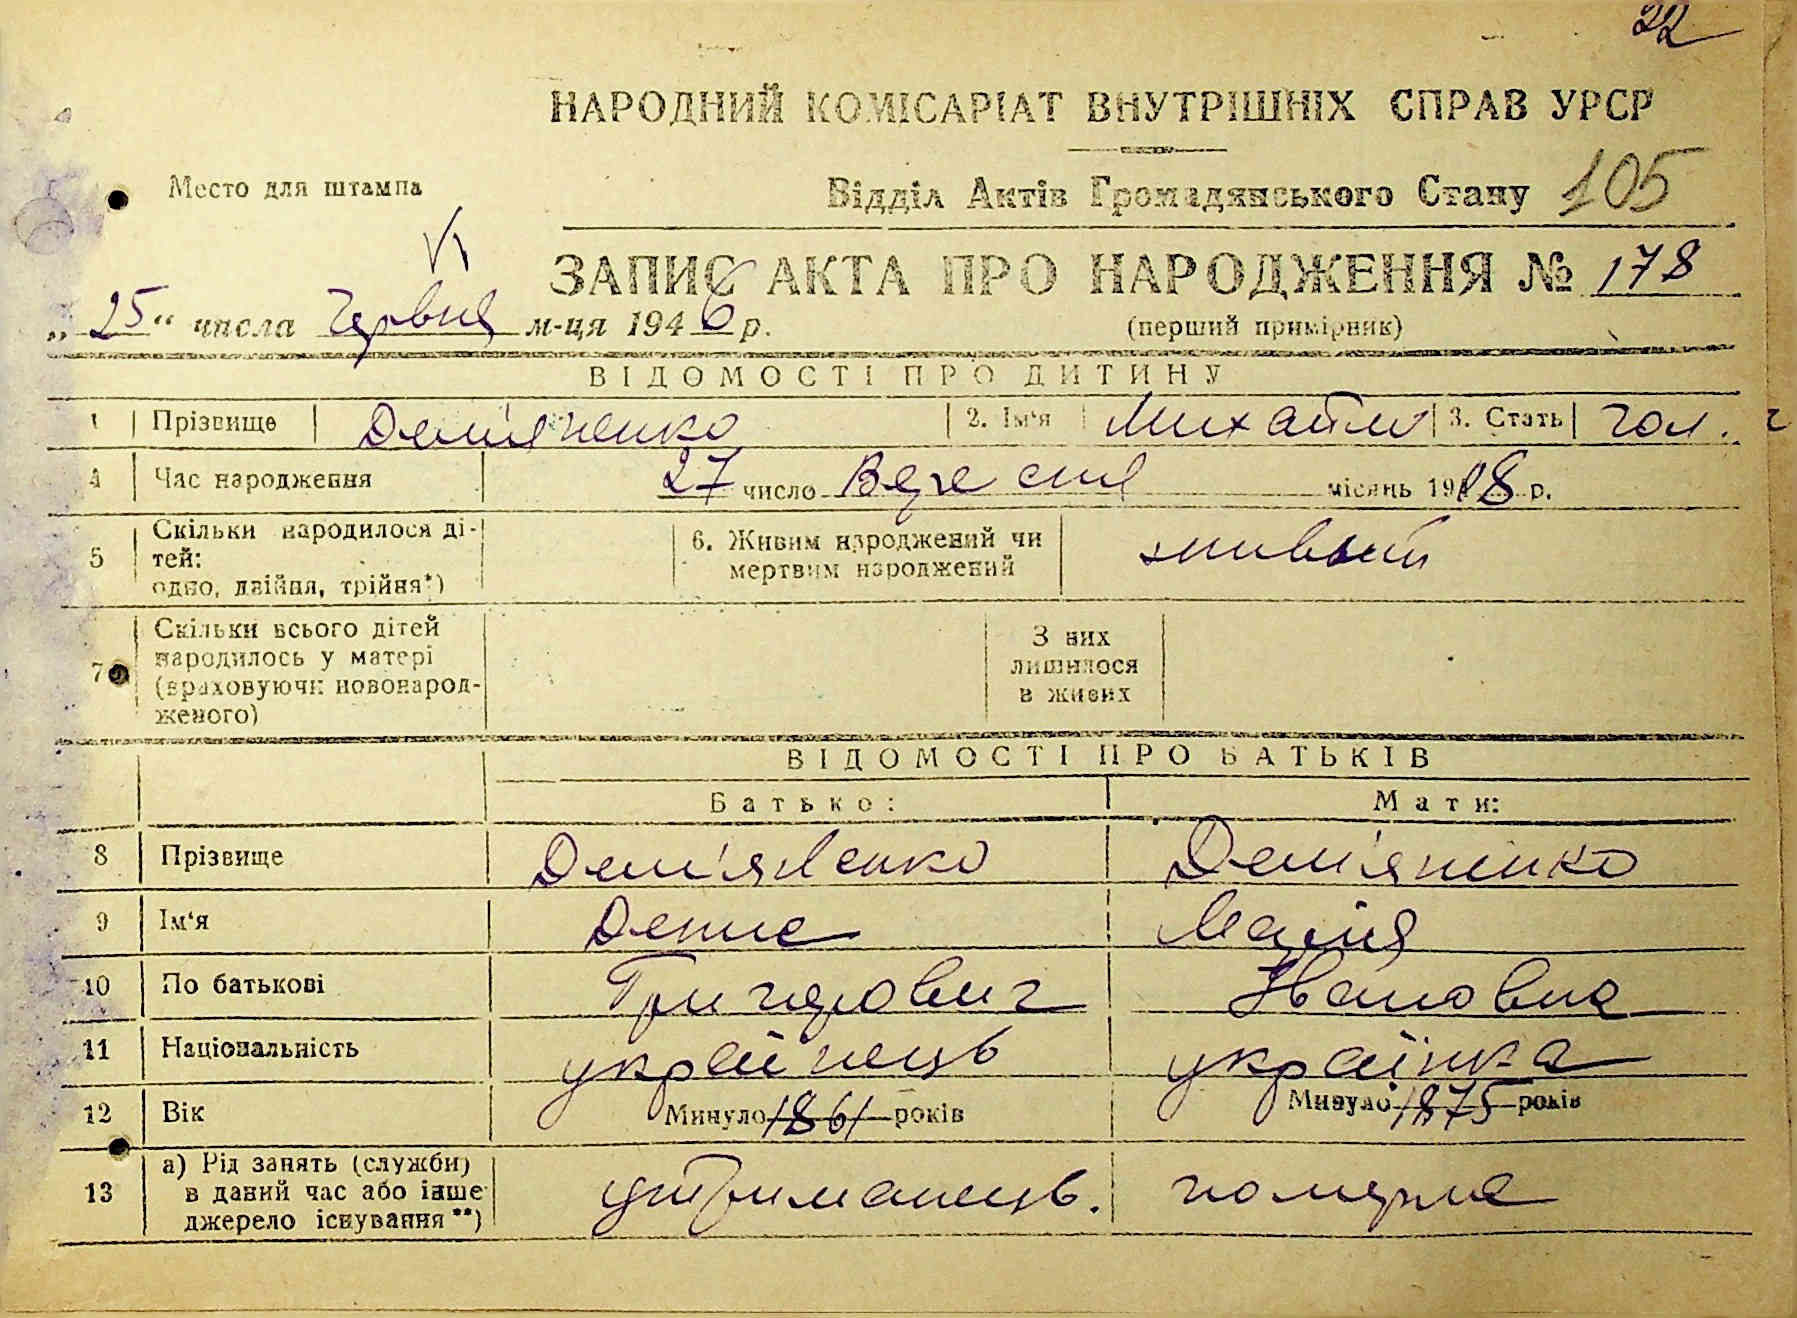 22
НАРОДНИЙ КОМІСАРІАТ ВНУТРІШНІХ СПРАВ УРСР
Место для штампа
Відділ Актів Громадянського Стану 105
VI
ЗАПИС АКТА ПРО НАРОДЖЕННЯ № 178
„ 25 “ числа Червня м-ця 1946 р.
(перший примірник)
ВІДОМОСТІ ПРО ДИТИНУ
1 Прізвище Дем'яненко 2. Ім‘я Михайло 3. Стать чол.
4 Час народження 27 число Вересня місяць 1918 р.
5 Скільки народилося ді-
тей:
одно, двійня, трійня*)
6. Живим народжений чи
мертвим народжений
живый
7 Скільки всього дітей
народилось у матері
(враховуючи новонарод-
женого)
З них
лишилося
в живих
ВІДОМОСТІ ПРО БАТЬКІВ
Батько: Мати:
8 Прізвище Дем'яненко Дем'яненко
9 Ім‘я Денис Марія
10 По батькові Григорович Івановна
11 Національність українець українка
12 Вік Минуло 1861 років Минуло 1875 років
13 а) Рід занять (служби)
в даний час або інше
джерело існування**)
утриманець. померла